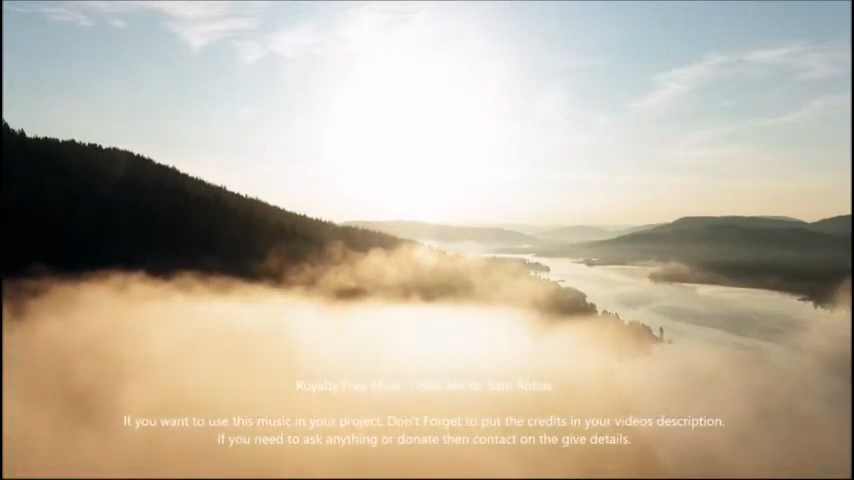 Royalty Free Music
If you want to use this music in your project. Don't Forget to put the credits in your videos description.
If you need to ask anything or donate then contact on the give details.